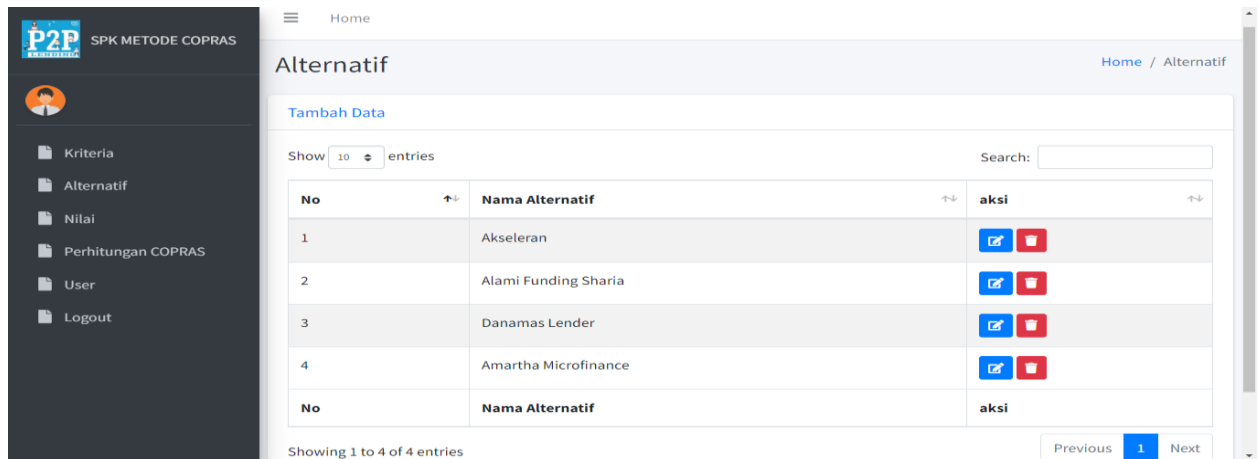 P2P
LENDING
SPK METODE COPRAS
Kriteria
Alternatif
Nilai
Perhitungan COPRAS
User
Logout
Home
Alternatif
Home / Alternatif
Tambah Data
Show 10 entries
Search:
No Nama Alternatif aksi
1 Akseleran
2 Alami Funding Sharia
3 Danamas Lender
4 Amartha Microfinance
No Nama Alternatif aksi
Showing 1 to 4 of 4 entries
Previous 1 Next